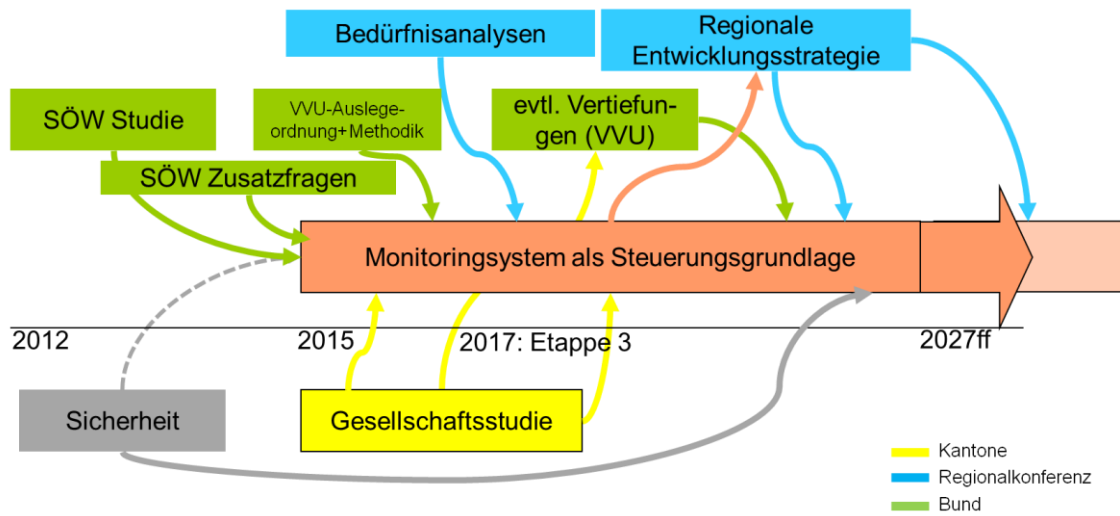 Bedürfnisanalysen
Regionale
Entwicklungsstrategie
SÖW Studie
VVU-Auslege-
ordnung+Methodik
evtl. Vertiefun-
gen (VVU)
SÖW Zusatzfragen
Monitoringsystem als Steuerungsgrundlage
2012
2015
2017: Etappe 3
2027ff
Sicherheit
Gesellschaftsstudie
Kantone
Regionalkonferenz
Bund